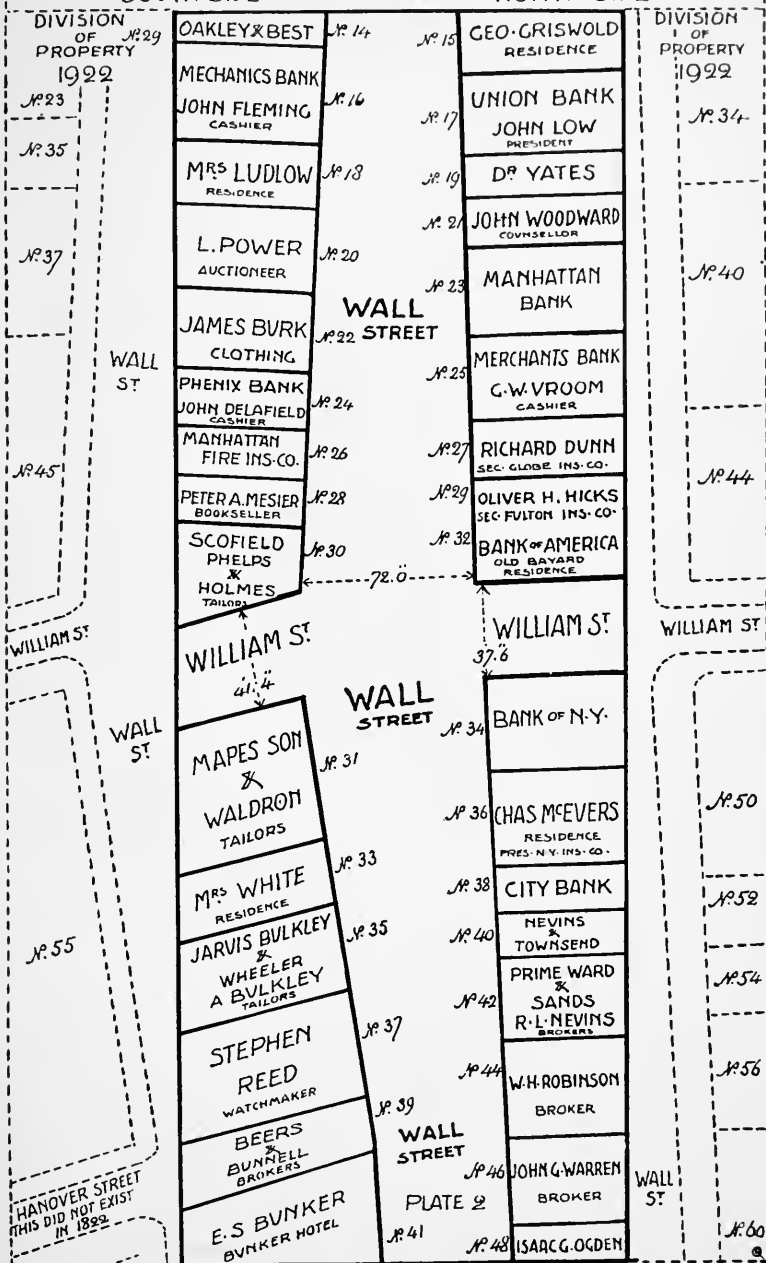 DIVISION
OF
PROPERTY
1922
Nº 29
Nº 23
Nº 35
Nº 37
Nº 45
WALL
ST
WILLIAM ST
WALL
ST
Nº 55
HANOVER STREET
THIS DID NOT EXIST
IN 1822
OAKLEY & BEST
Nº 14
MECHANICS BANK
JOHN FLEMING
CASHIER
Nº 16
MRS LUDLOW
RESIDENCE
Nº 18
L. POWER
AUCTIONEER
Nº 20
JAMES BURK
CLOTHING
Nº 22
PHENIX BANK
JOHN DELAFIELD
CASHIER
Nº 24
MANHATTAN
FIRE INS. CO.
Nº 26
PETER A. MESIER
BOOKSELLER
Nº 28
SCOFIELD
PHELPS
&
HOLMES
TAILORS
Nº 30
WILLIAM ST
41.4
MAPES SON
&
WALDRON
TAILORS
Nº 31
MRS WHITE
RESIDENCE
Nº 33
JARVIS BULKLEY
&
WHEELER
A BULKLEY
TAILORS
Nº 35
STEPHEN
REED
WATCHMAKER
Nº 37
BEERS
&
BUNNELL
BROKERS
Nº 39
E. S BUNKER
BUNKER HOTEL
Nº 41
WALL
STREET
72.0
WALL
STREET
WALL
STREET
PLATE 2
Nº 15
GEO. GRISWOLD
RESIDENCE
Nº 17
UNION BANK
JOHN LOW
PRESIDENT
Nº 19
DR YATES
Nº 21
JOHN WOODWARD
COUNSELLOR
Nº 23
MANHATTAN
BANK
Nº 25
MERCHANTS BANK
G. W. VROOM
CASHIER
Nº 27
RICHARD DUNN
SEC. GLOBE INS. CO.
Nº 29
OLIVER H. HICKS
SEC. FULTON INS. CO.
Nº 32
BANK OF AMERICA
OLD BAYARD
RESIDENCE
WILLIAM ST.
37.6
Nº 34
BANK OF N.Y.
Nº 36
CHAS McEVERS
RESIDENCE
PRES. N.Y. INS. CO.
Nº 38
CITY BANK
Nº 40
NEVINS
&
TOWNSEND
Nº 42
PRIME WARD
&
SANDS
R. L. NEVINS
BROKERS
Nº 44
W. H. ROBINSON
BROKER
Nº 46
JOHN G. WARREN
BROKER
Nº 48
ISAAC G. OGDEN
DIVISION
OF
PROPERTY
1922
Nº 34
Nº 40
Nº 44
WILLIAM ST
Nº 50
Nº 52
Nº 54
Nº 56
WALL
ST
Nº 60